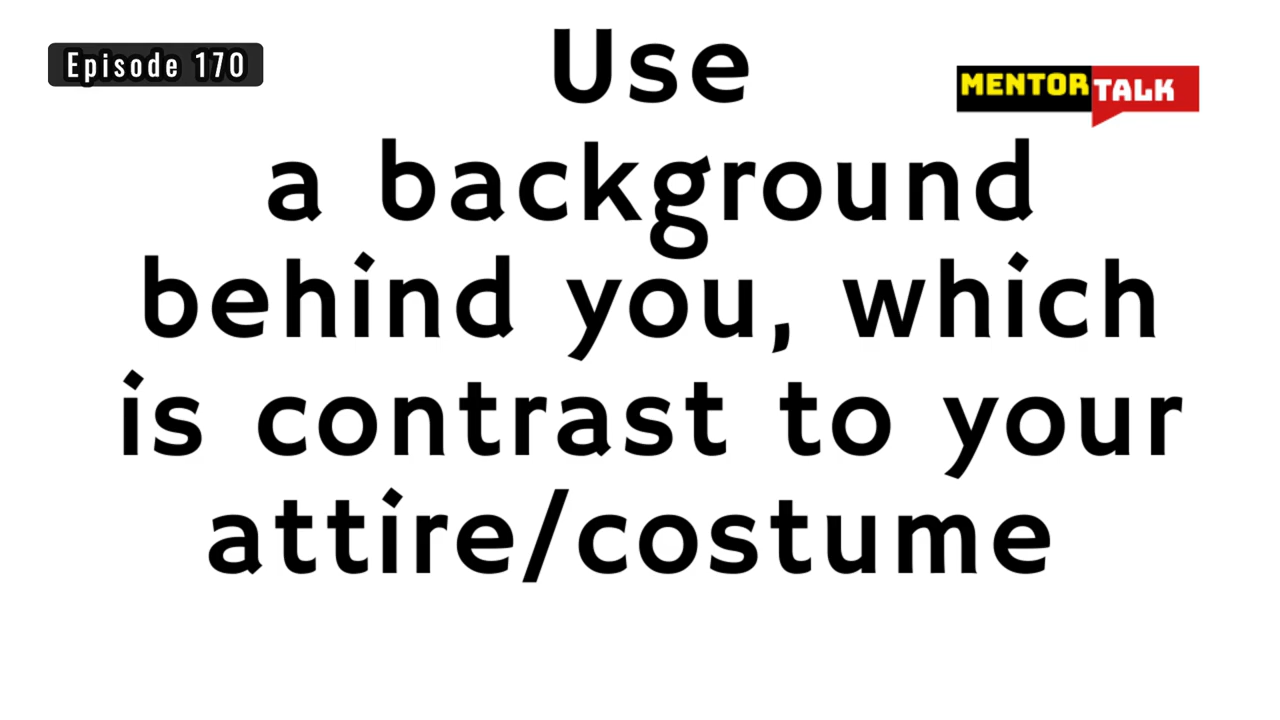 Episode 170
MENTOR TALK
Use
a background
behind you, which
is contrast to your
attire/costume